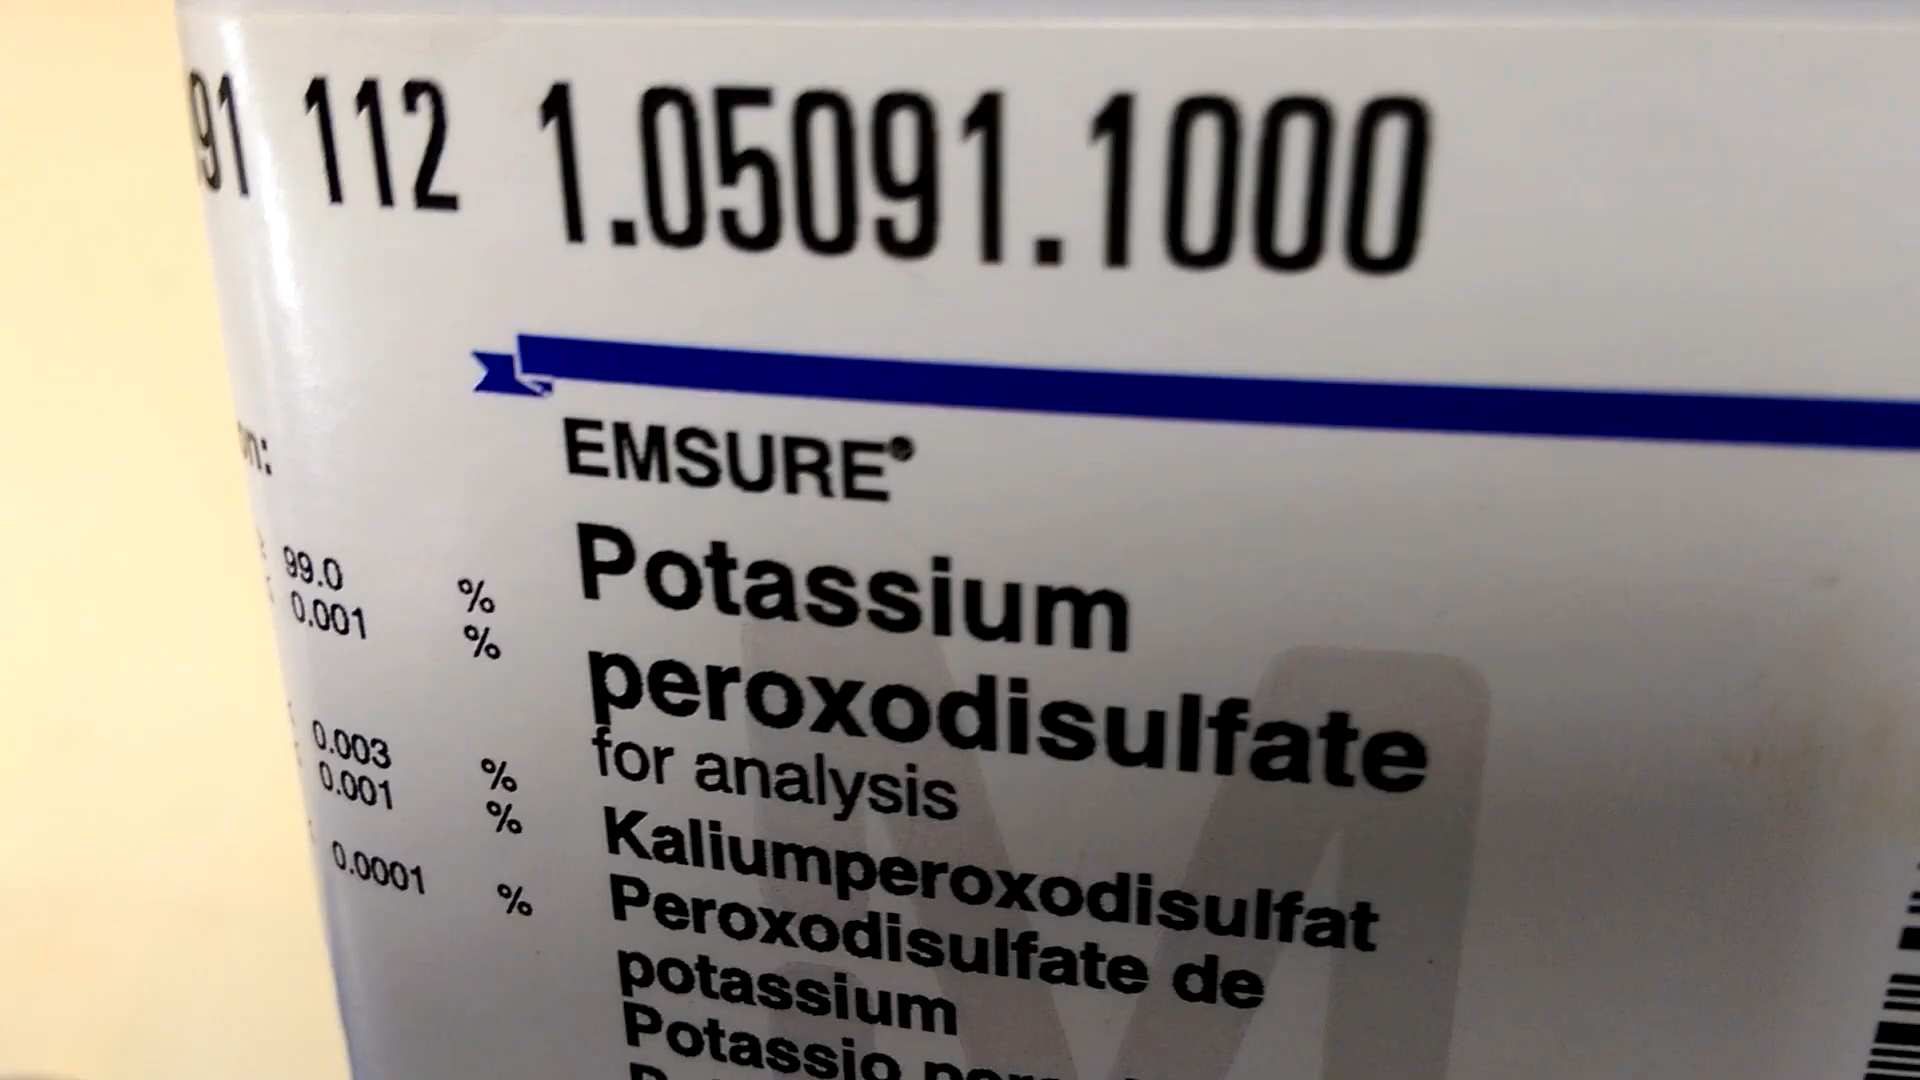 91 112 1.05091.1000
EMSURE®
Potassium
peroxodisulfate
for analysis
Kaliumperoxodisulfat
Peroxodisulfate de
potassium
Potassio
99.0 %
0.001 %
0.003 %
0.001 %
0.0001 %